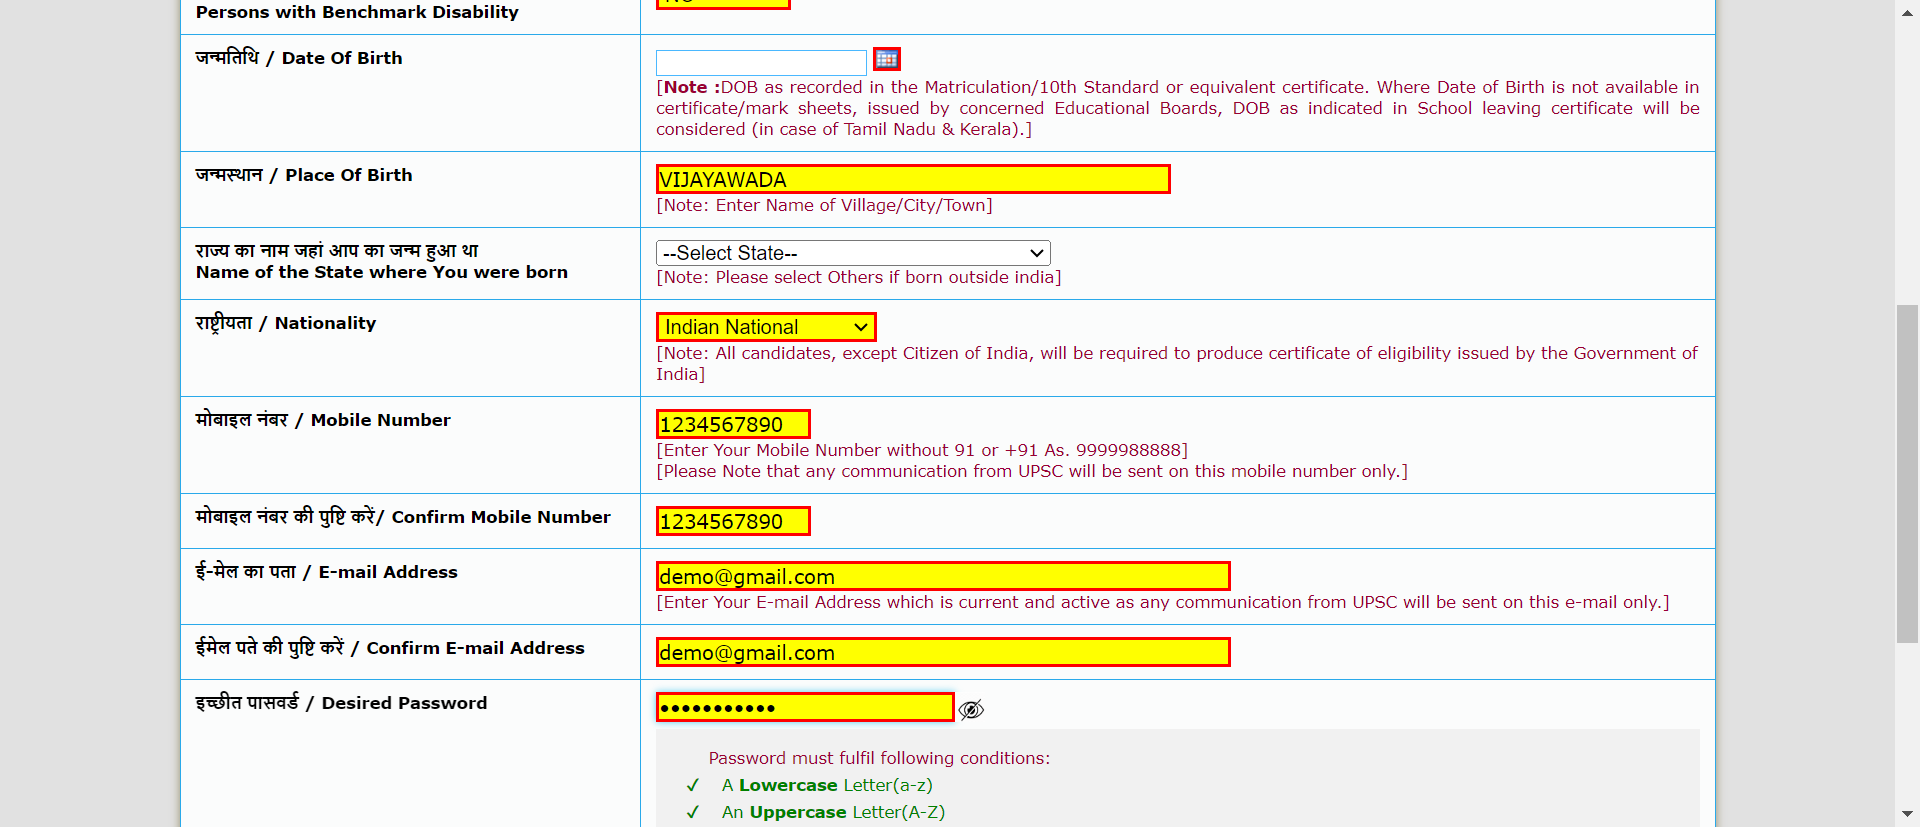 Persons with Benchmark Disability
जन्मतिथि / Date Of Birth
[Note :DOB as recorded in the Matriculation/10th Standard or equivalent certificate. Where Date of Birth is not available in
certificate/mark sheets, issued by concerned Educational Boards, DOB as indicated in School leaving certificate will be
considered (in case of Tamil Nadu & Kerala).]
जन्मस्थान / Place Of Birth
VIJAYAWADA
[Note: Enter Name of Village/City/Town]
राज्य का नाम जहां आप का जन्म हुआ था
Name of the State where You were born
--Select State--
[Note: Please select Others if born outside india]
राष्ट्रीयता / Nationality
Indian National
[Note: All candidates, except Citizen of India, will be required to produce certificate of eligibility issued by the Government of
India]
मोबाइल नंबर / Mobile Number
1234567890
[Enter Your Mobile Number without 91 or +91 As. 9999988888]
[Please Note that any communication from UPSC will be sent on this mobile number only.]
मोबाइल नंबर की पुष्टि करें/ Confirm Mobile Number
1234567890
ई-मेल का पता / E-mail Address
demo@gmail.com
[Enter Your E-mail Address which is current and active as any communication from UPSC will be sent on this e-mail only.]
ईमेल पते की पुष्टि करें / Confirm E-mail Address
demo@gmail.com
इच्छीत पासवर्ड / Desired Password
Password must fulfil following conditions:
✓ A Lowercase Letter(a-z)
✓ An Uppercase Letter(A-Z)